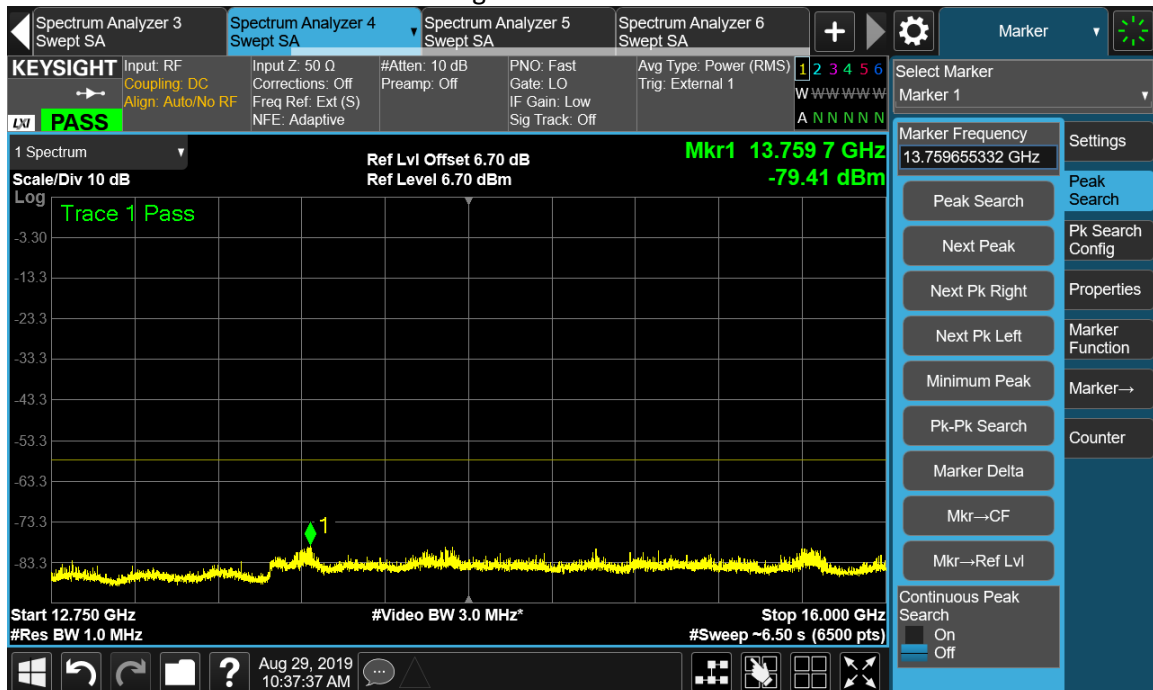 Spectrum Analyzer 3
Swept SA
Spectrum Analyzer 4
Swept SA
Spectrum Analyzer 5
Swept SA
Spectrum Analyzer 6
Swept SA
+
Marker
KEYSIGHT
LXI
PASS
Input: RF
Coupling: DC
Align: Auto/No RF
Input Z: 50 Ω
Corrections: Off
Freq Ref: Ext (S)
NFE: Adaptive
#Atten: 10 dB
Preamp: Off
PNO: Fast
Gate: LO
IF Gain: Low
Sig Track: Off
Avg Type: Power (RMS)
Trig: External 1
1 2 3 4 5 6
W W W W W W
A N N N N N
Select Marker
Marker 1
1 Spectrum
Scale/Div 10 dB
Ref Lvl Offset 6.70 dB
Ref Level 6.70 dBm
Mkr1 13.759 7 GHz
-79.41 dBm
Log
Trace 1 Pass
-3.30
-13.3
-23.3
-33.3
-43.3
-53.3
-63.3
-73.3
-83.3
1
Start 12.750 GHz
#Res BW 1.0 MHz
#Video BW 3.0 MHz*
Stop 16.000 GHz
#Sweep ~6.50 s (6500 pts)
Marker Frequency
13.759655332 GHz
Peak Search
Next Peak
Next Pk Right
Next Pk Left
Minimum Peak
Pk-Pk Search
Marker Delta
Mkr→CF
Mkr→Ref Lvl
Continuous Peak
Search
On
Off
Settings
Peak
Search
Pk Search
Config
Properties
Marker
Function
Marker→
Counter
?
Aug 29, 2019
10:37:37 AM